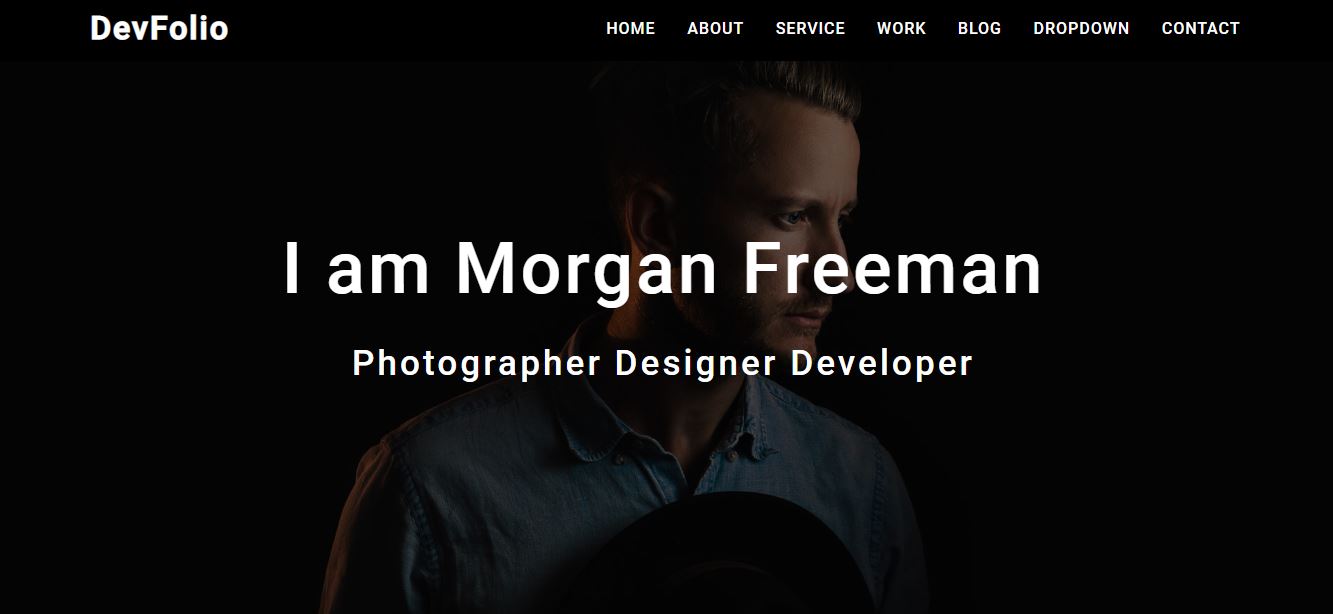 DevFolio
HOME ABOUT SERVICE WORK BLOG DROPDOWN CONTACT
I am Morgan Freeman
Photographer Designer Developer